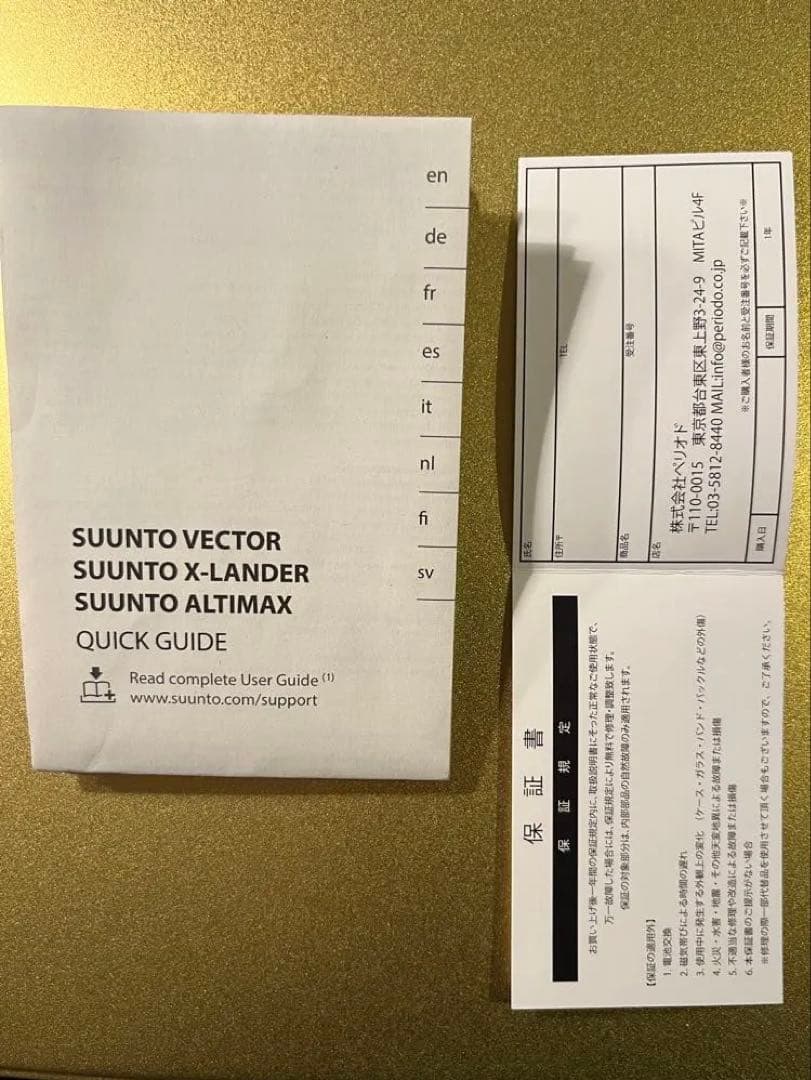 en
de
fr
es
it
nl
fi
sv
SUUNTO VECTOR
SUUNTO X-LANDER
SUUNTO ALTIMAX
QUICK GUIDE
Read complete User Guide (1)
www.suunto.com/support
保証書
保証規定
お買い上げ後一年間の保証規定内に、取扱説明書にそった正常なご使用状態で、
万一故障した場合には、保証規定により無料で修理・調整致します。
保証の対象部分は、内部部品の自然故障のみ適用されます。
【保証の適用外】
1. 電池交換
2. 磁気帯びによる時間の遅れ
3. 使用中に発生する外観上の変化 （ケース・ガラス・バンド・バックルなどの外傷）
4. 火災・水害・地震・その他天変地異による故障または損傷
5. 不適当な修理や改造による故障または損傷
6. 本保証書のご提示がない場合
※修理の際一部代替品を使用させて頂く場合もございますので、ご了承ください。
氏名
住所〒 TEL
商品名 受注番号
店名
株式会社ペリオド
〒110-0015 東京都台東区東上野3-24-9 MITAビル4F
TEL:03-5812-8440 MAIL:info@periodo.co.jp
※ご購入者様のお名前と受注番号を必ずご記載下さい※
購入日 保証期間 1年